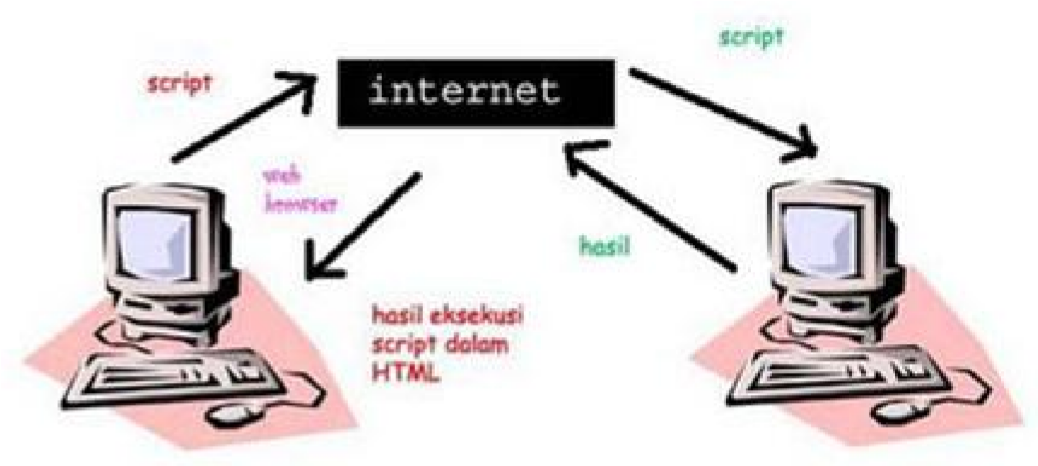 script
script
internet
web
browser
hasil
hasil eksekusi
script dalam
HTML